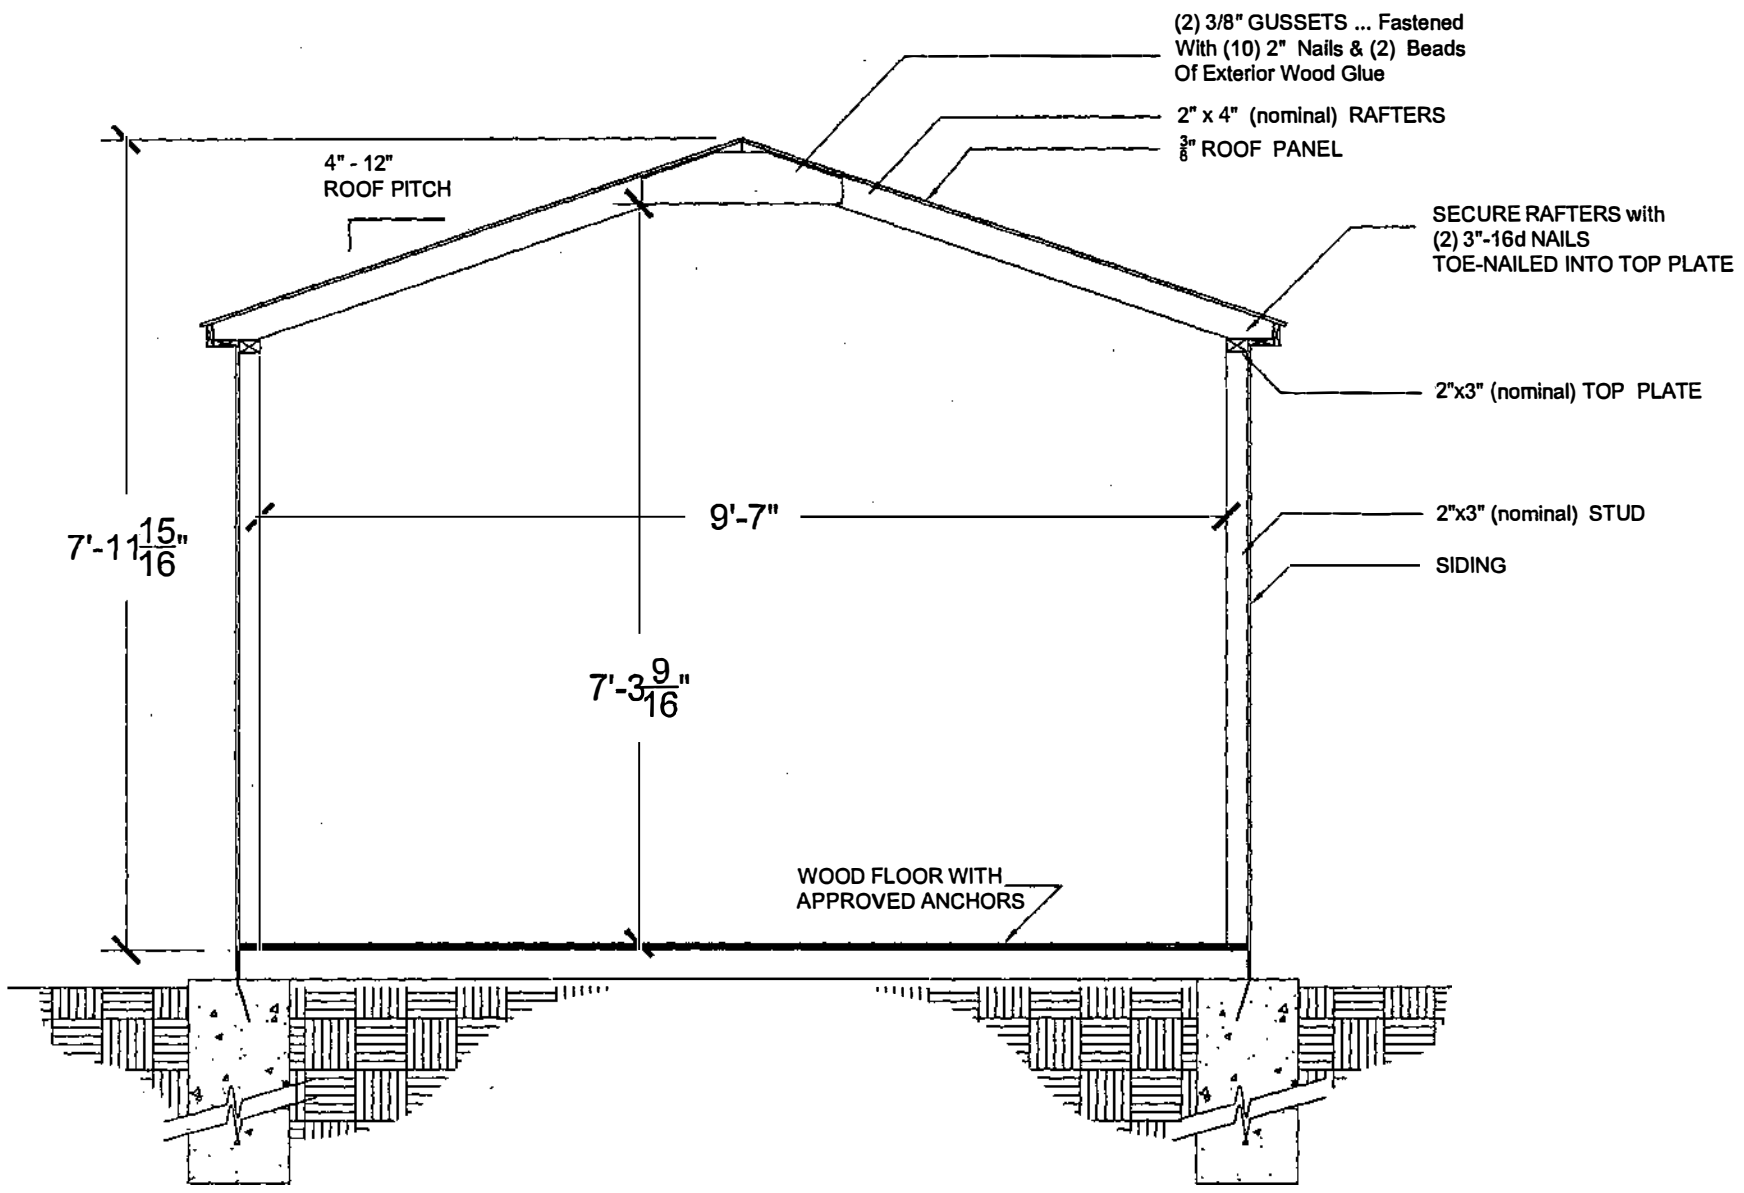 (2) 3/8" GUSSETS ... Fastened
With (10) 2" Nails & (2) Beads
Of Exterior Wood Glue
2" x 4" (nominal) RAFTERS
3/8" ROOF PANEL
4" - 12"
ROOF PITCH
SECURE RAFTERS with
(2) 3"-16d NAILS
TOE-NAILED INTO TOP PLATE
2"x3" (nominal) TOP PLATE
9'-7"
2"x3" (nominal) STUD
7'-11 15/16"
SIDING
7'-3 9/16"
WOOD FLOOR WITH
APPROVED ANCHORS